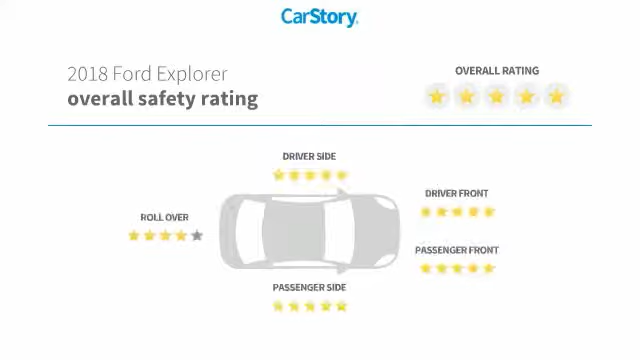 CarStory
2018 Ford Explorer
overall safety rating
OVERALL RATING
DRIVER SIDE
DRIVER FRONT
ROLL OVER
PASSENGER FRONT
PASSENGER SIDE